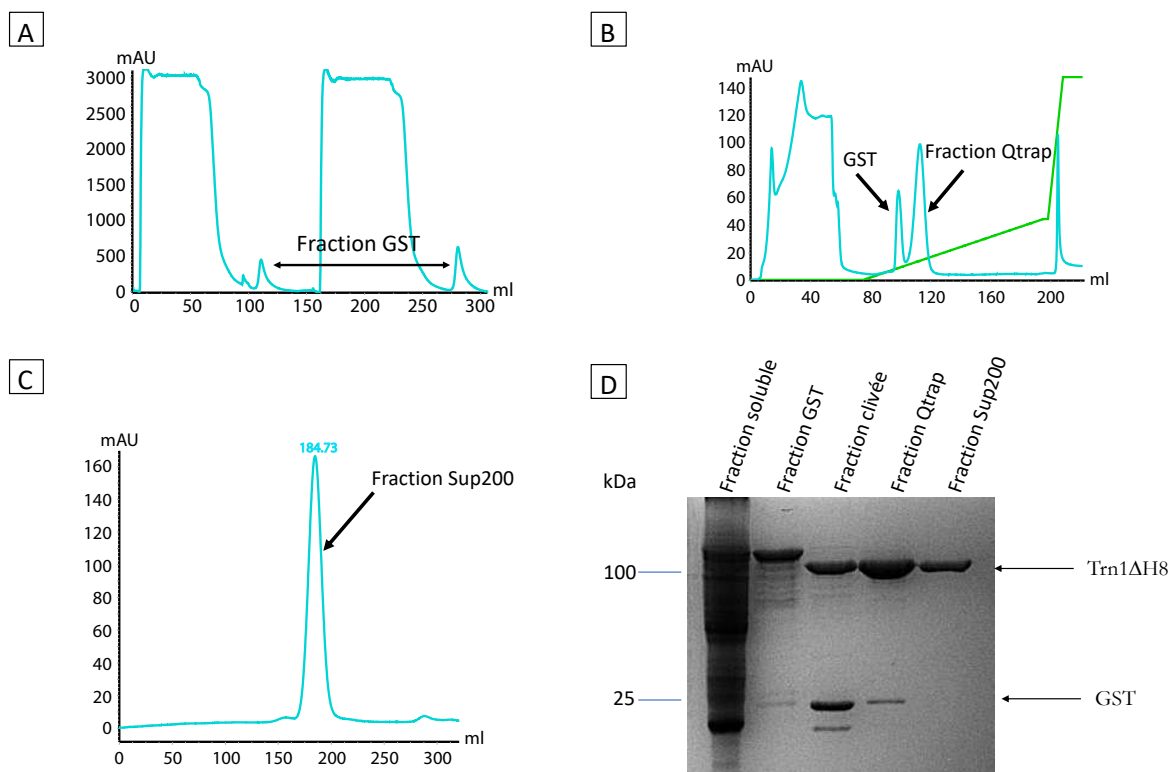 A
mAU
3000
2500
2000
1500
1000
500
0
Fraction GST
0 50 100 150 200 250 300
ml
B
mAU
140
120
100
80
60
40
20
0
GST
Fraction Qtrap
0 40 80 120 160 200
ml
C
mAU
160
140
120
100
80
60
40
20
0
184.73
Fraction Sup200
0 50 100 150 200 250 300
ml
D
Fraction soluble
Fraction GST
Fraction clivée
Fraction Qtrap
Fraction Sup200
kDa
100
25
Trn1ΔH8
GST